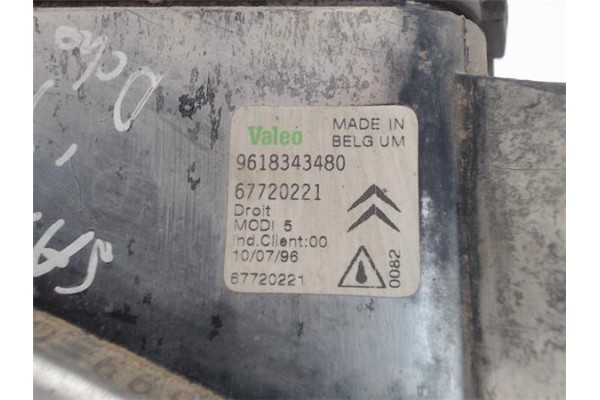 Valeo MADE IN
BELGIUM
9618343480
67720221
Droit
MODI 5
Ind.Client:00
10/07/96
67720221
0082